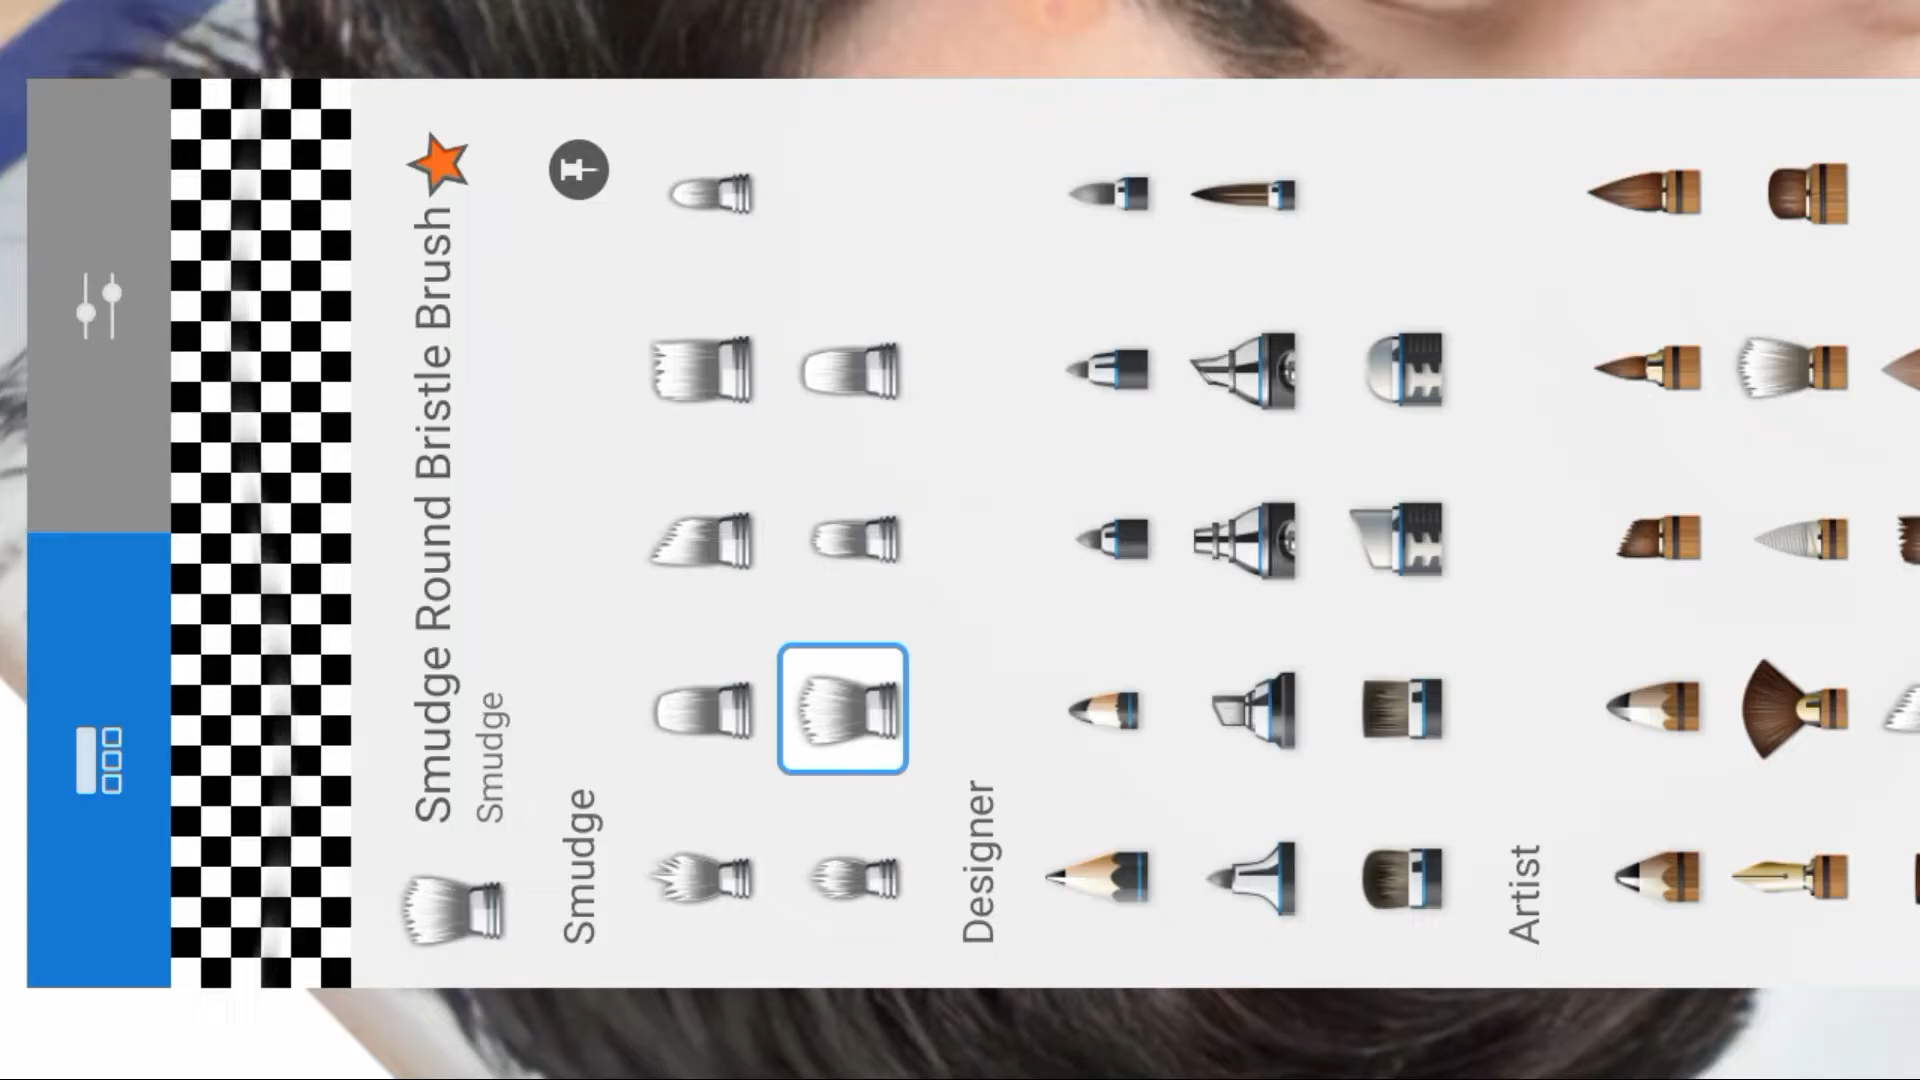 Smudge Round Bristle Brush
Smudge
Smudge
Designer
Artist